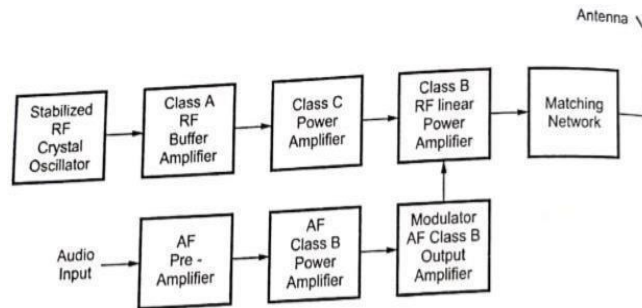 Antenna
Stabilized
RF
Crystal
Oscillator
Class A
RF
Buffer
Amplifier
Class C
Power
Amplifier
Class B
RF linear
Power
Amplifier
Matching
Network
Audio
Input
AF
Pre -
Amplifier
AF
Class B
Power
Amplifier
Modulator
AF Class B
Output
Amplifier